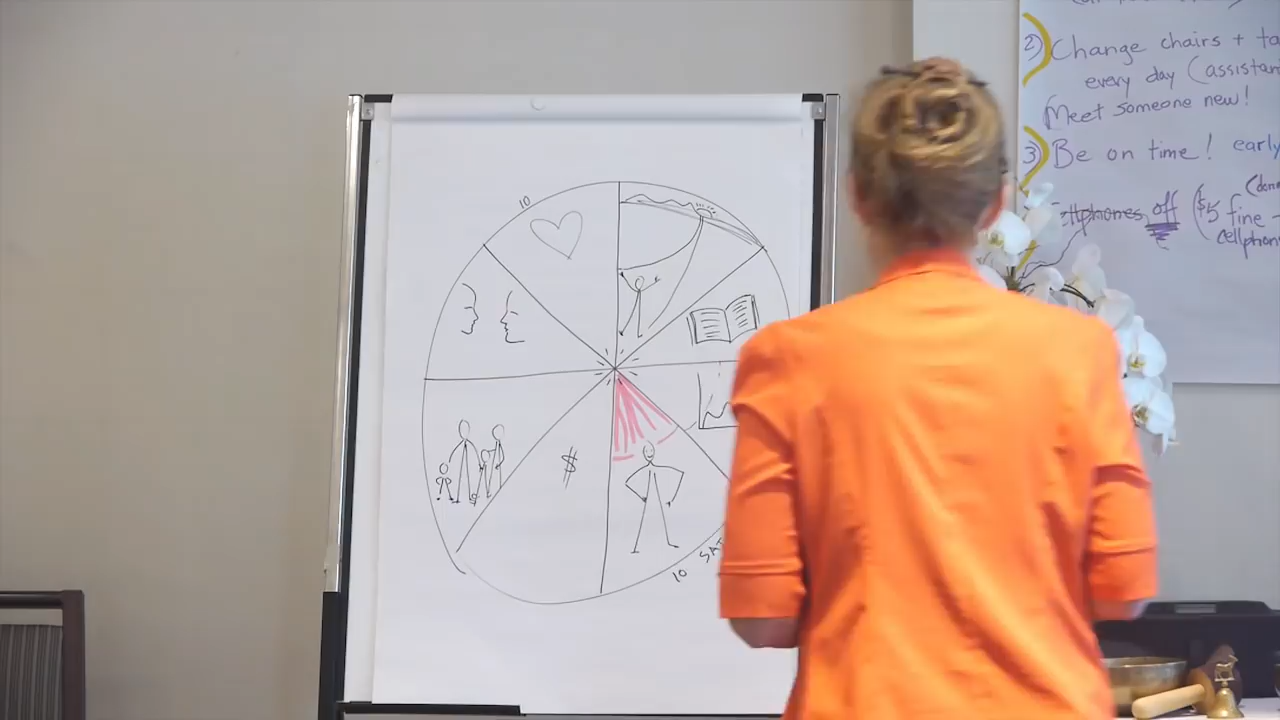 10
$
10 SAT
2) Change chairs + ta
every day (assistan
Meet someone new!
3) Be on time! early
(don
cellphones off ($5 fine -
cellphon